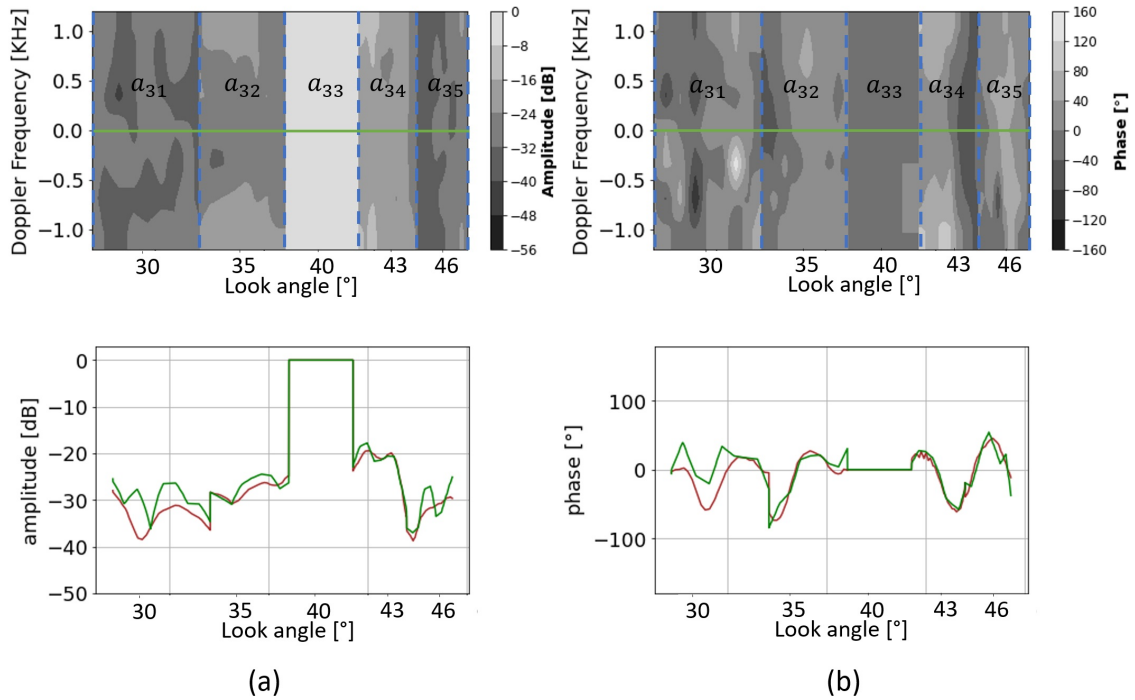 Doppler Frequency [KHz]
1.0
0.5
0.0
−0.5
−1.0
a31 a32 a33 a34 a35
30 35 40 43 46
Look angle [°]
0
−8
−16
−24
−32
−40
−48
−56
Amplitude [dB]
Doppler Frequency [KHz]
1.0
0.5
0.0
−0.5
−1.0
a31 a32 a33 a34 a35
30 35 40 43 46
Look angle [°]
160
120
80
40
0
−40
−80
−120
−160
Phase [°]
amplitude [dB]
0
−10
−20
−30
−40
−50
30 35 40 43 46
Look angle [°]
phase [°]
100
0
−100
30 35 40 43 46
Look angle [°]
(a) (b)